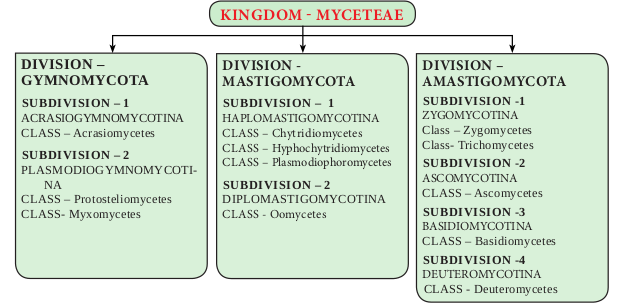 KINGDOM - MYCETEAE
DIVISION –
GYMNOMYCOTA
SUBDIVISION – 1
ACRASIOGYMNOMYCOTINA
CLASS – Acrasiomycetes
SUBDIVISION – 2
PLASMODIOGYMNOMYCOTI-
NA
CLASS – Protosteliomycetes
CLASS- Myxomycetes
DIVISION -
MASTIGOMYCOTA
SUBDIVISION – 1
HAPLOMASTIGOMYCOTINA
CLASS – Chytridiomycetes
CLASS – Hyphochytridiomycetes
CLASS – Plasmodiophoromycetes
SUBDIVISION – 2
DIPLOMASTIGOMYCOTINA
CLASS - Oomycetes
DIVISION –
AMASTIGOMYCOTA
SUBDIVISION -1
ZYGOMYCOTINA
Class – Zygomycetes
Class- Trichomycetes
SUBDIVISION -2
ASCOMYCOTINA
CLASS – Ascomycetes
SUBDIVISION -3
BASIDIOMYCOTINA
CLASS – Basidiomycetes
SUBDIVISION -4
DEUTEROMYCOTINA
CLASS - Deuteromycetes